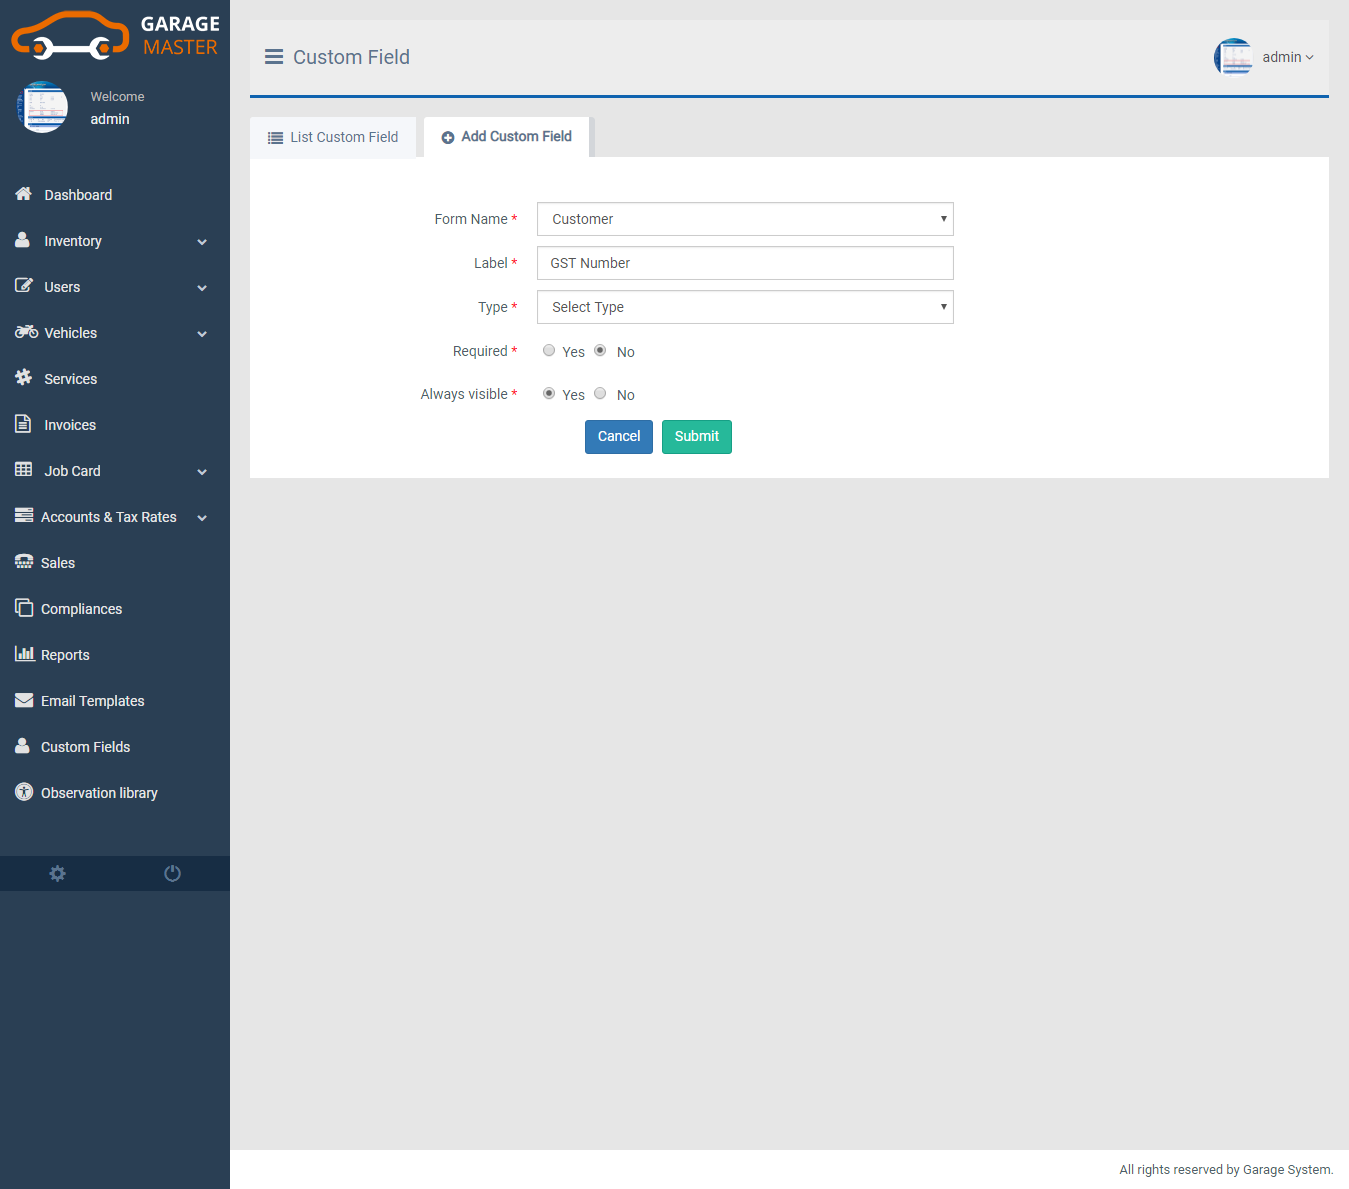 GARAGE
MASTER
Welcome
admin
Dashboard
Inventory
Users
Vehicles
Services
Invoices
Job Card
Accounts & Tax Rates
Sales
Compliances
Reports
Email Templates
Custom Fields
Observation library
Custom Field
admin
List Custom Field
Add Custom Field
Form Name * Customer
Label * GST Number
Type * Select Type
Required * Yes No
Always visible * Yes No
Cancel Submit
All rights reserved by Garage System.